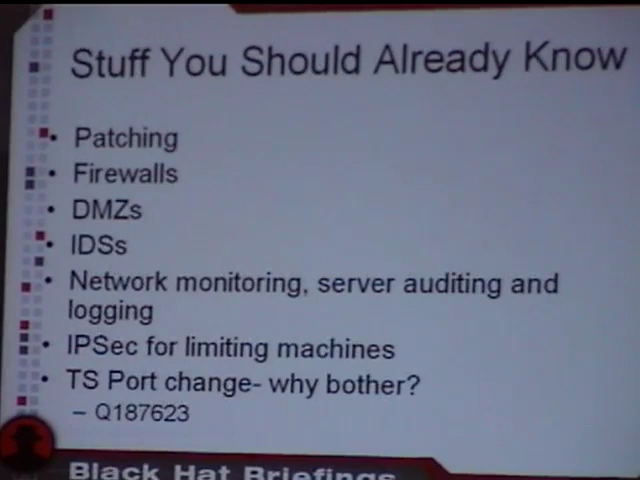 Stuff You Should Already Know
• Patching
• Firewalls
• DMZs
• IDSs
• Network monitoring, server auditing and
logging
• IPSec for limiting machines
• TS Port change- why bother?
– Q187623
Black Hat Briefings